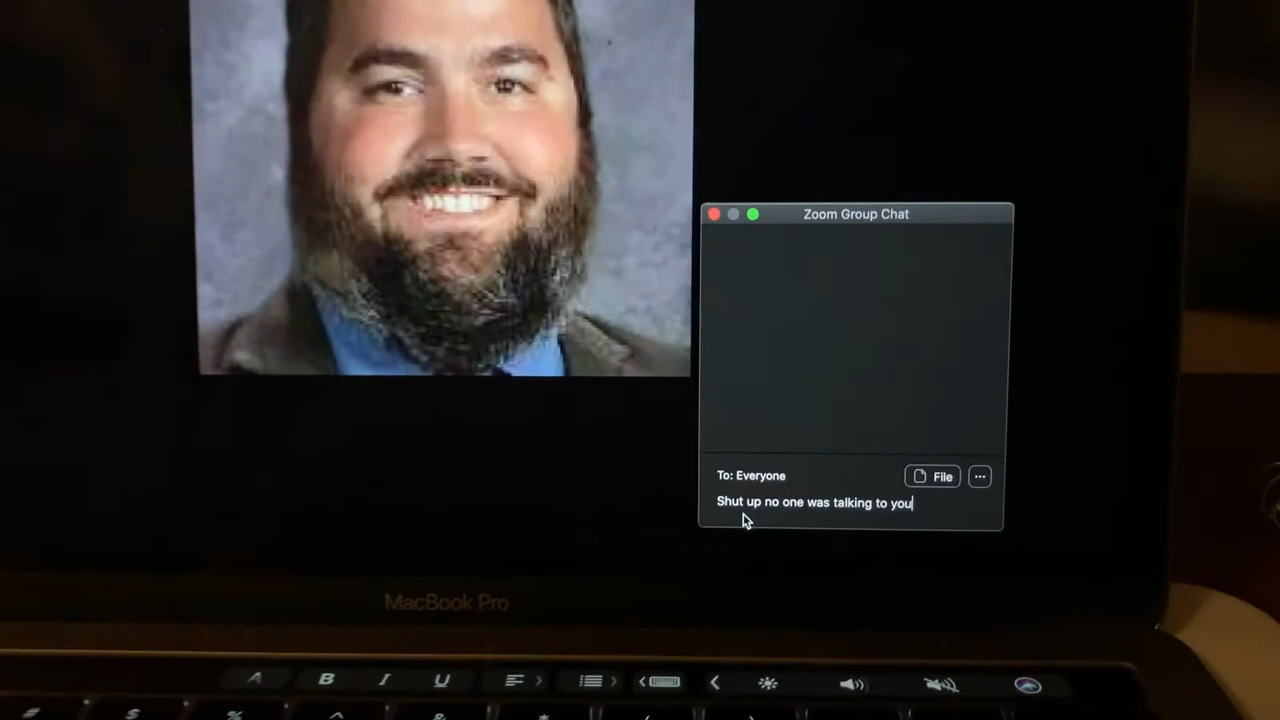 Zoom Group Chat
To: Everyone
File
Shut up no one was talking to you
MacBook Pro
A B I U
# $ % ^ & * ( )